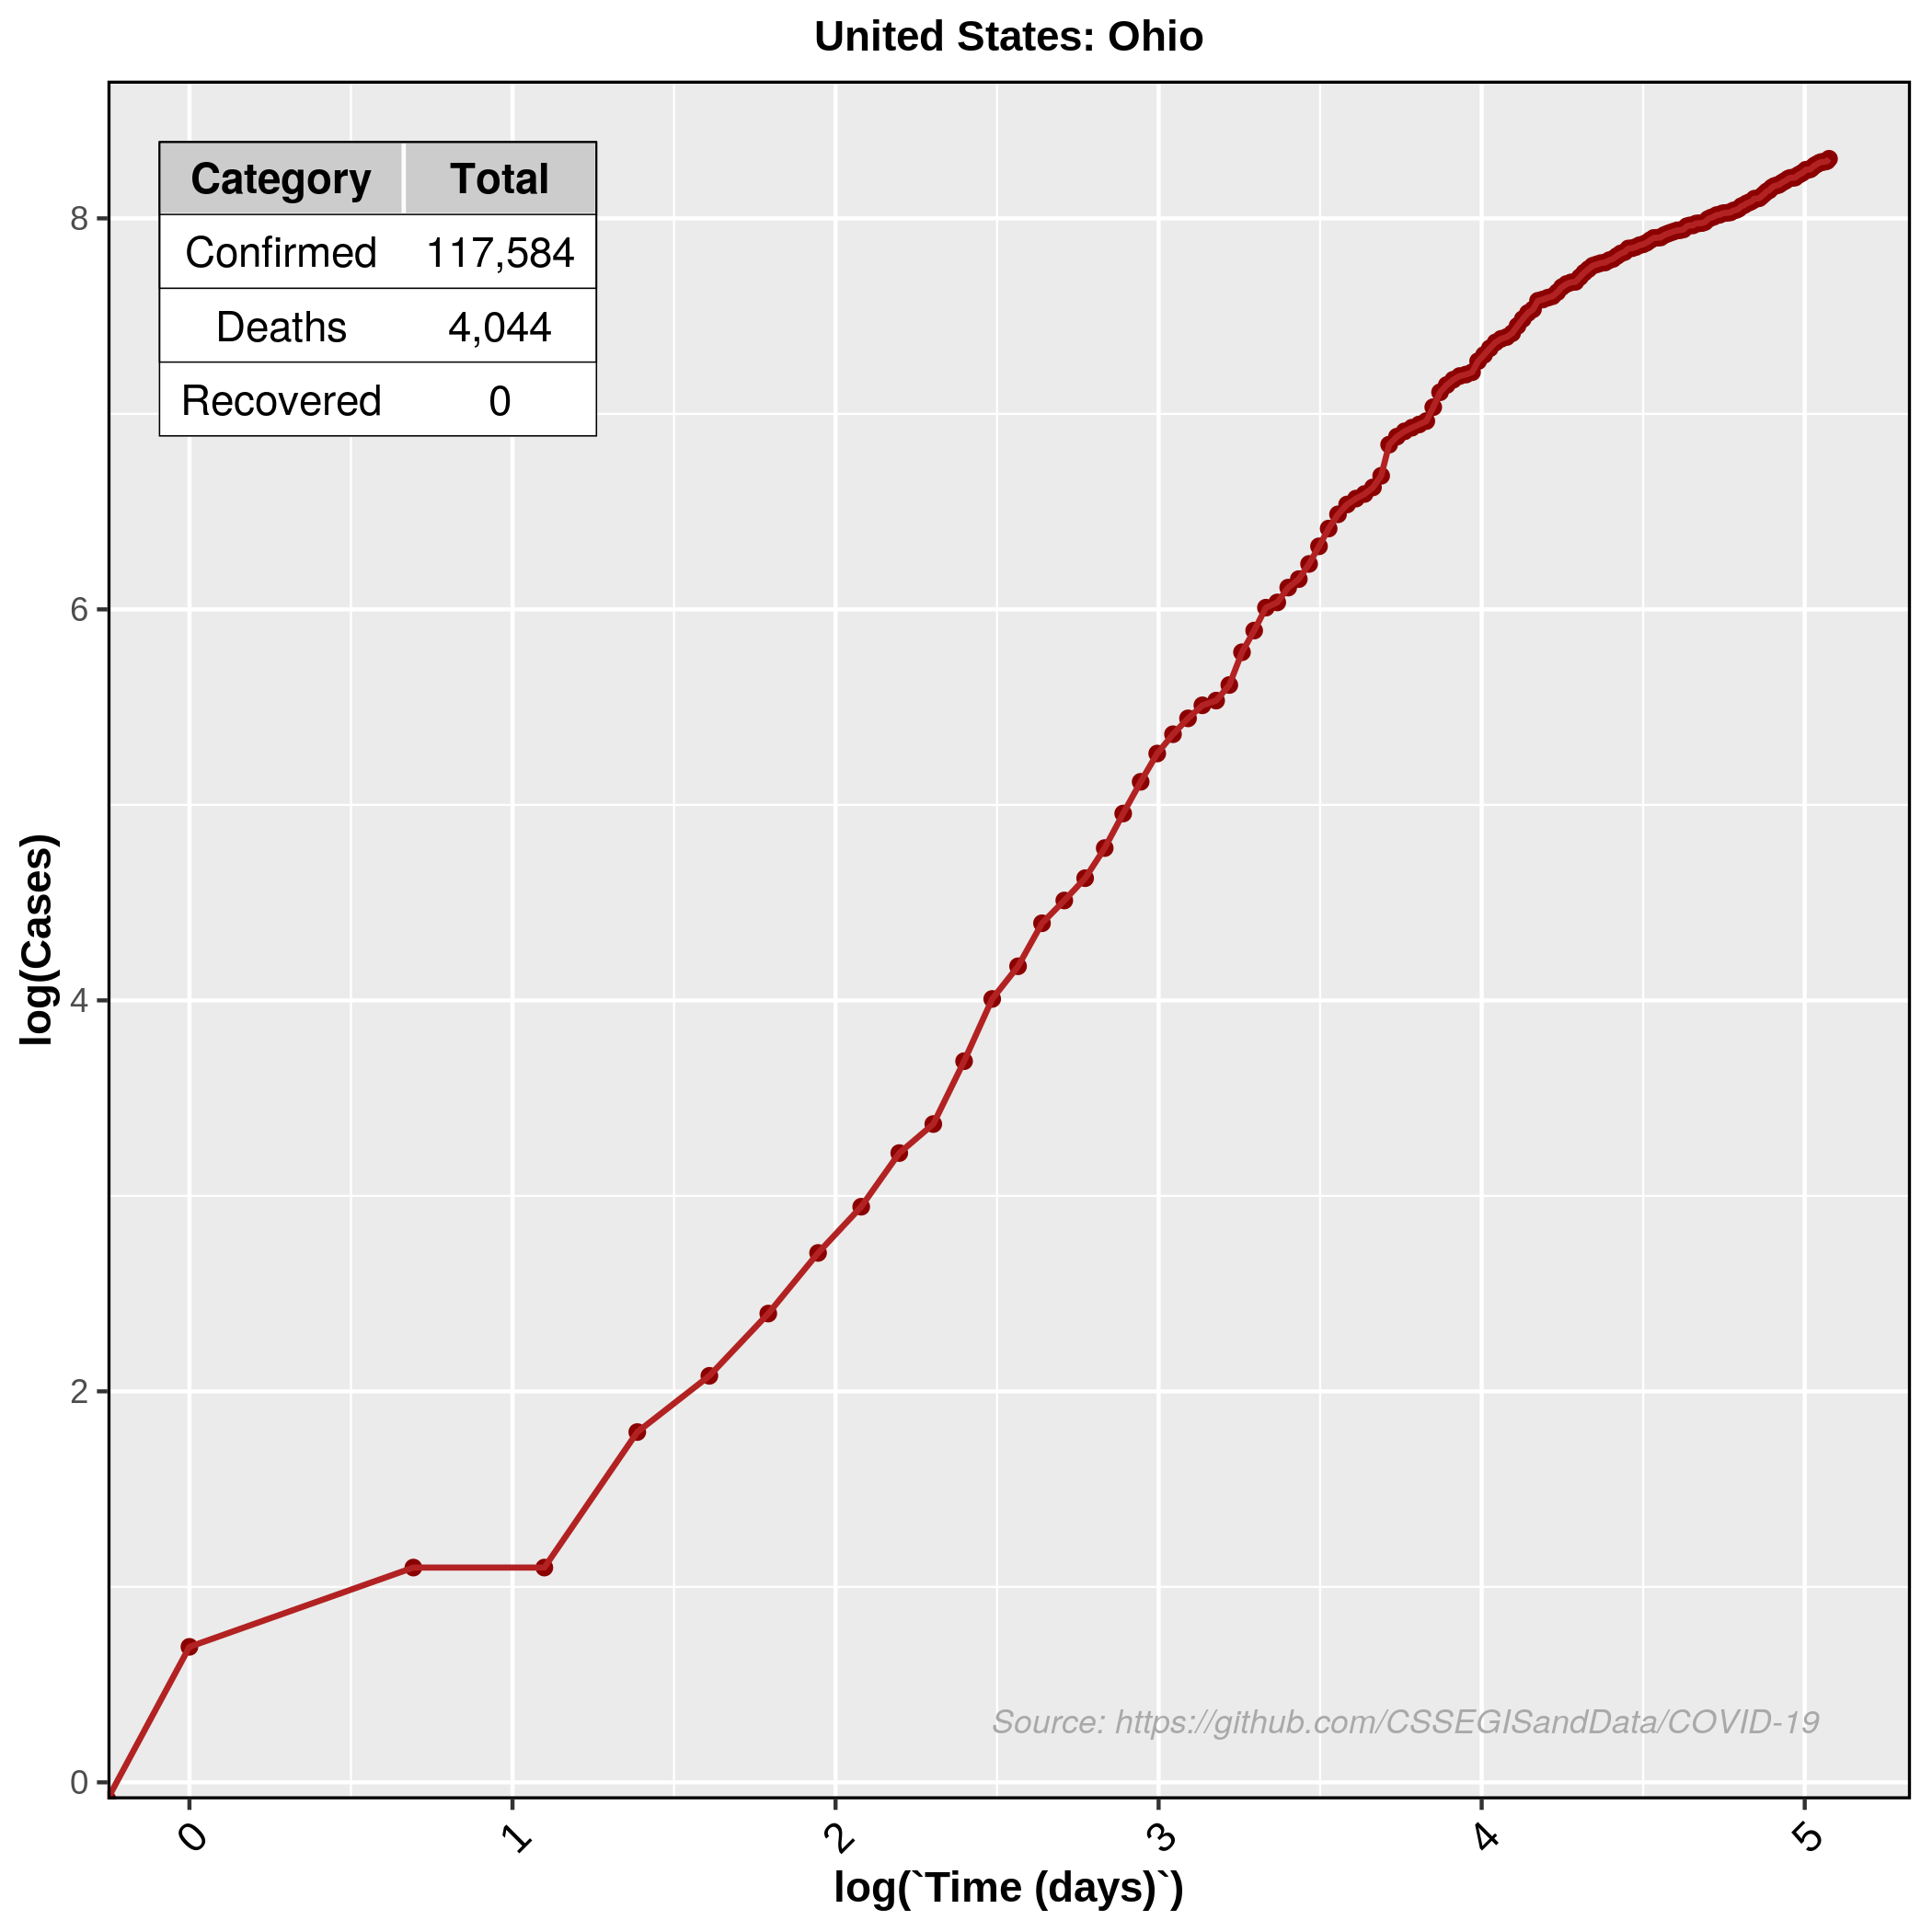 United States: Ohio
Category Total
Confirmed 117,584
Deaths 4,044
Recovered 0
8
6
4
2
0
log(Cases)
Source: https://github.com/CSSEGISandData/COVID-19
0 1 2 3 4 5
log(`Time (days)`)